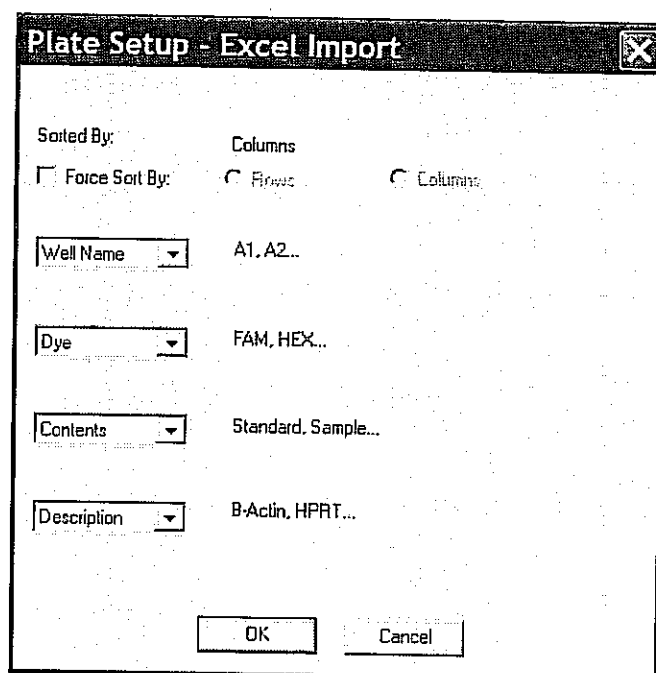 Plate Setup - Excel Import
Sorted By: Columns
Force Sort By: Rows Columns
Well Name A1, A2...
Dye FAM, HEX...
Contents Standard, Sample...
Description B-Actin, HPRT...
OK Cancel